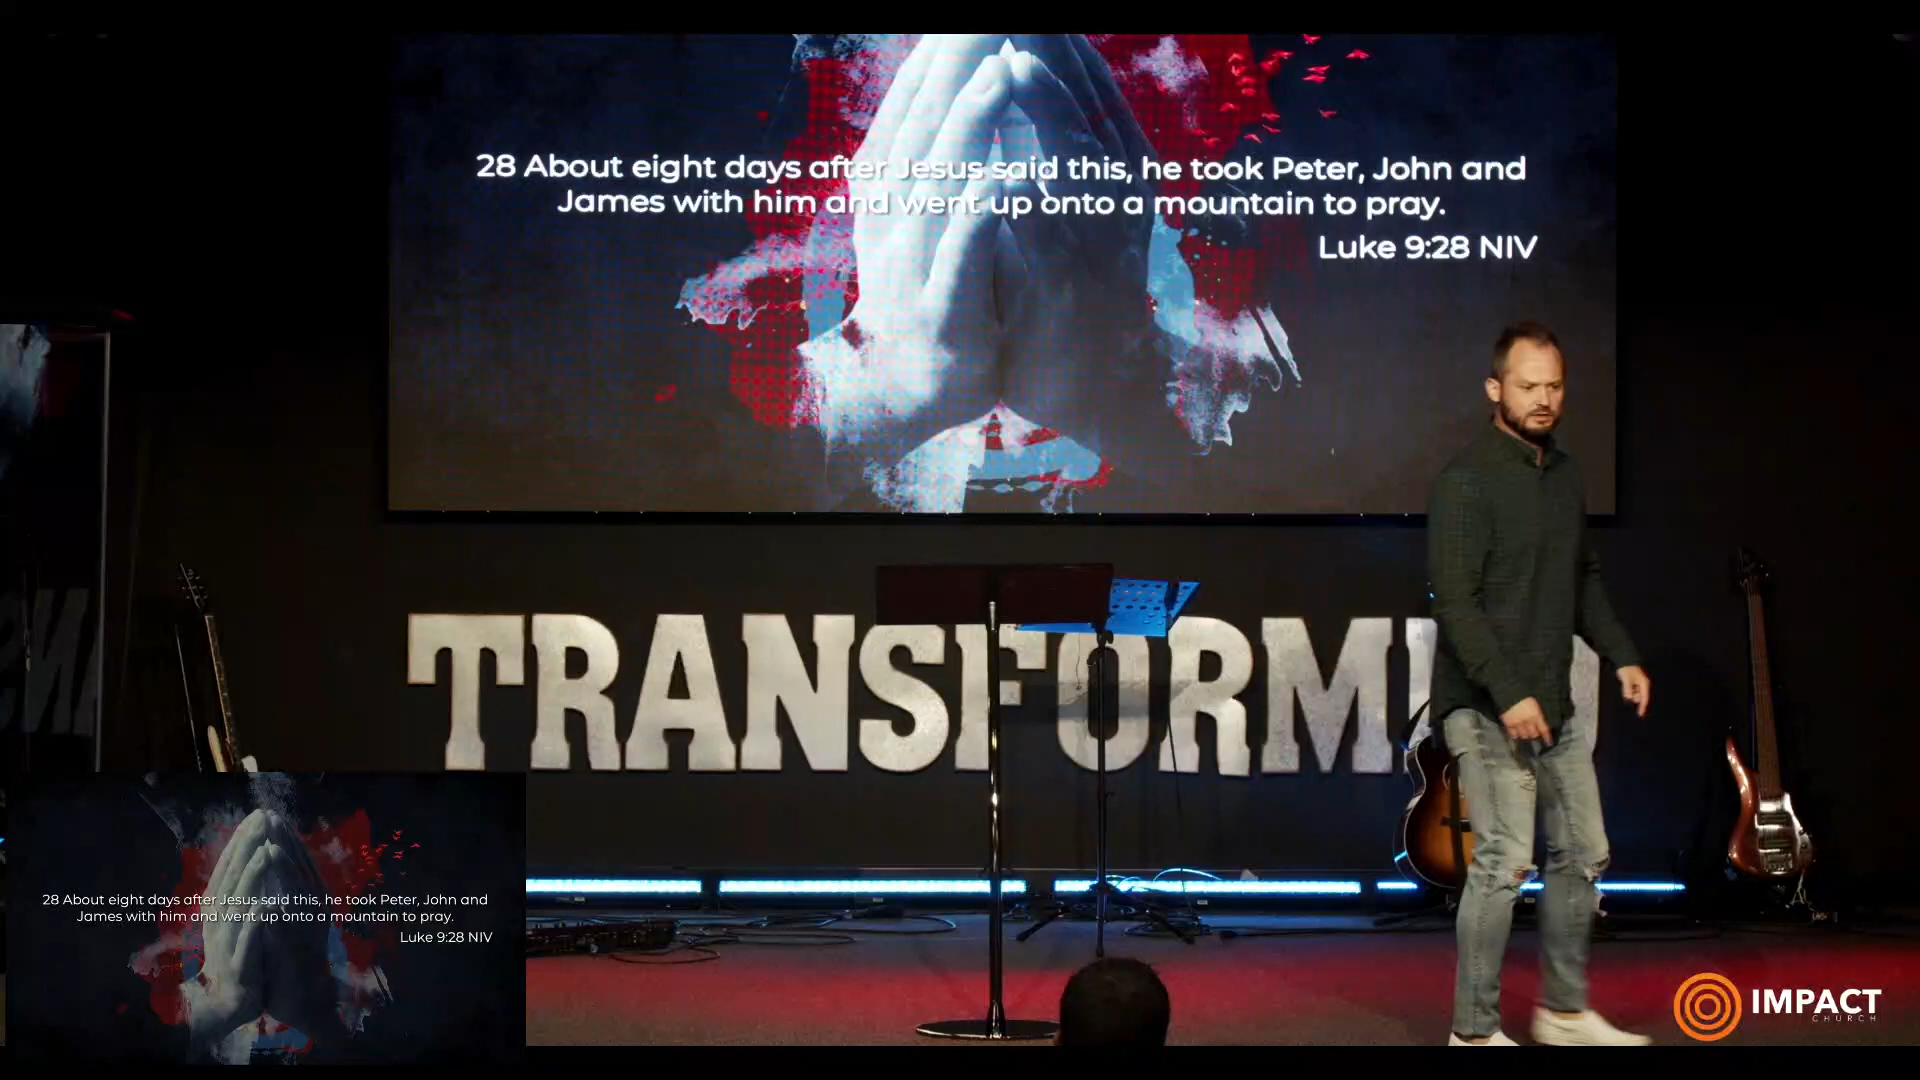 28 About eight days after Jesus said this, he took Peter, John and
James with him and went up onto a mountain to pray.
Luke 9:28 NIV
TRANSFORM
28 About eight days after Jesus said this, he took Peter, John and
James with him and went up onto a mountain to pray.
Luke 9:28 NIV
IMPACT
CHURCH